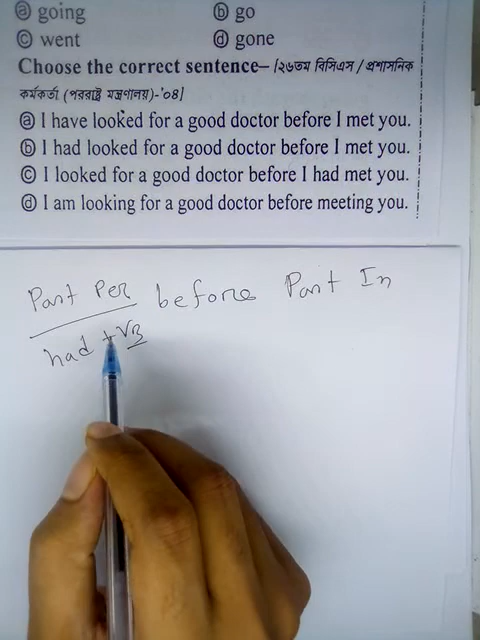 ⓐ going ⓑ go
ⓒ went ⓓ gone
Choose the correct sentence– [২৬তম বিসিএস / প্রশাসনিক
কর্মকর্তা (পররাষ্ট্র মন্ত্রণালয়)-'০৪]
ⓐ I have looked for a good doctor before I met you.
ⓑ I had looked for a good doctor before I met you.
ⓒ I looked for a good doctor before I had met you.
ⓓ I am looking for a good doctor before meeting you.
Past Per before Past In
had + V3